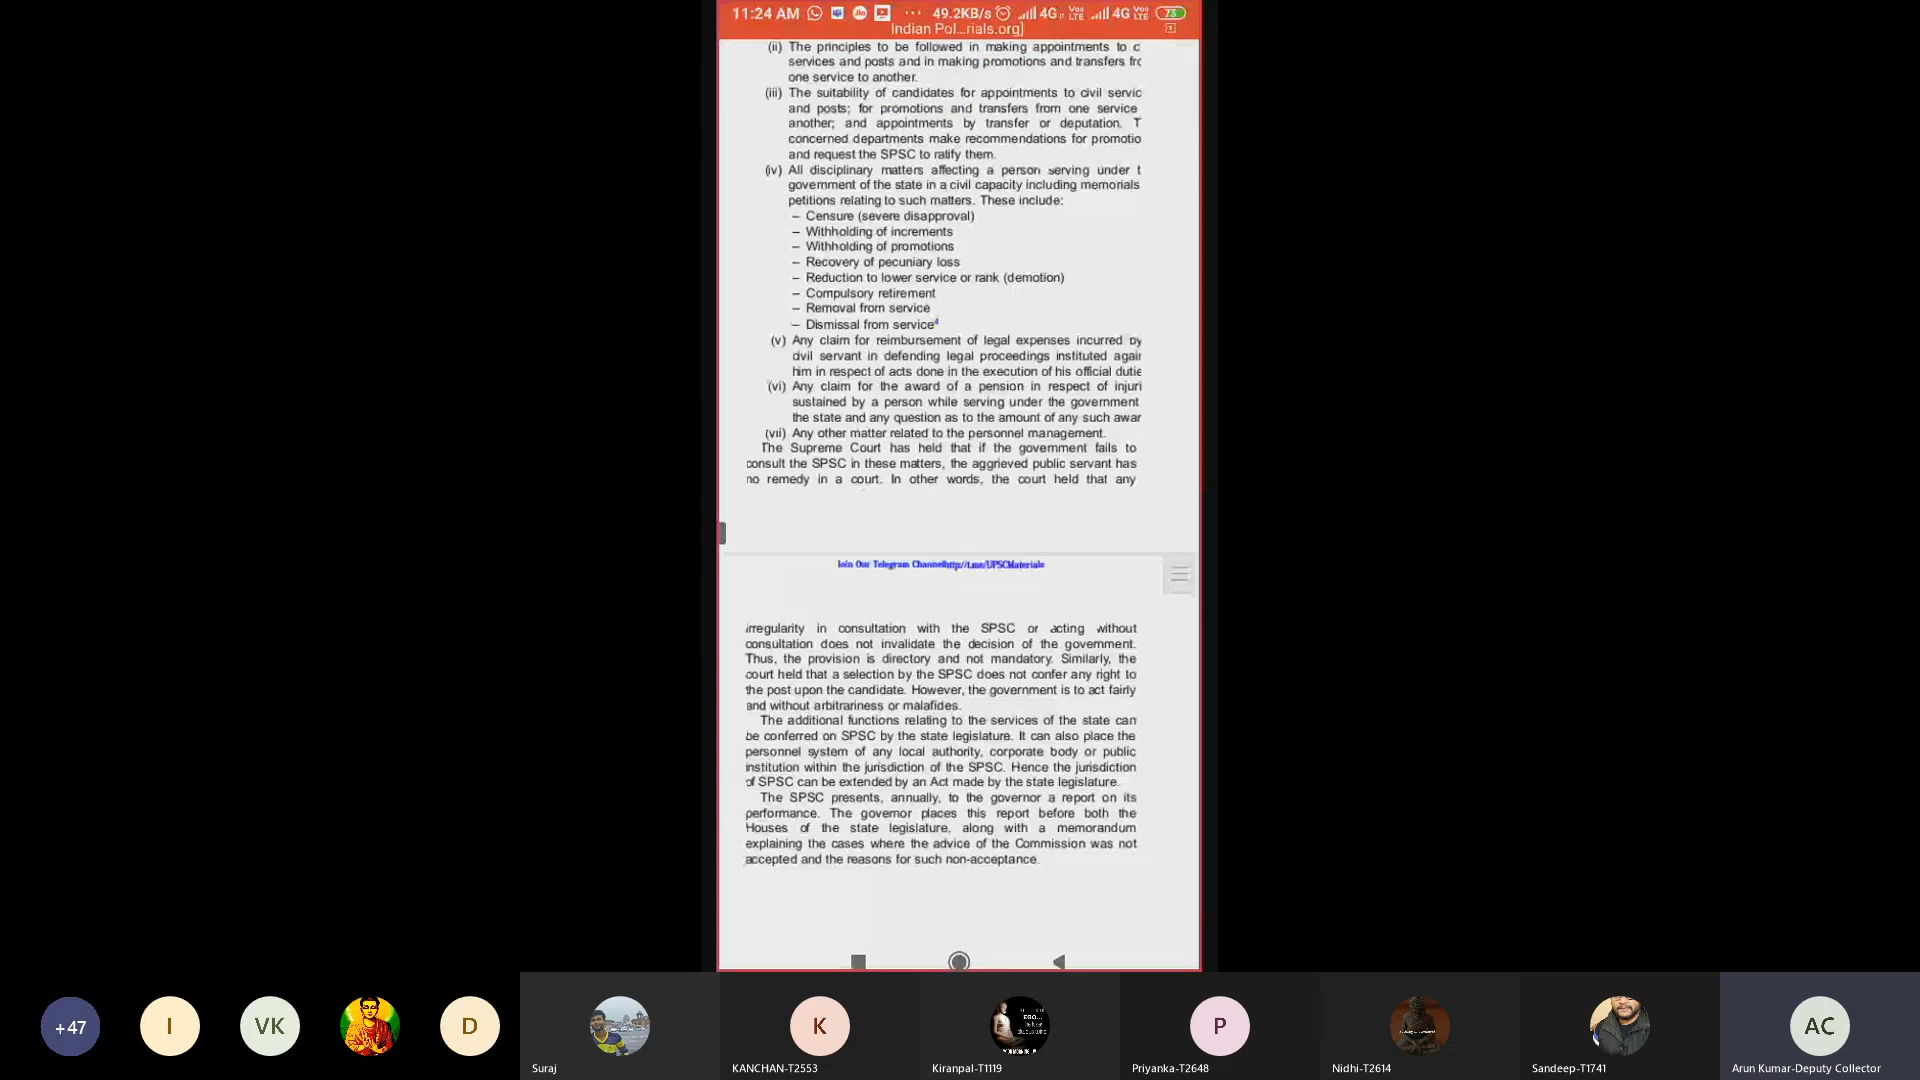 11:24 AM 49.2KB/s 4G Vo LTE 4G Vo LTE 73
Indian Pol...rials.org]
(ii) The principles to be followed in making appointments to c
services and posts and in making promotions and transfers frc
one service to another.
(iii) The suitability of candidates for appointments to civil servic
and posts; for promotions and transfers from one service
another; and appointments by transfer or deputation. T
concerned departments make recommendations for promotio
and request the SPSC to ratify them.
(iv) All disciplinary matters affecting a person serving under t
government of the state in a civil capacity including memorials
petitions relating to such matters. These include:
– Censure (severe disapproval)
– Withholding of increments
– Withholding of promotions
– Recovery of pecuniary loss
– Reduction to lower service or rank (demotion)
– Compulsory retirement
– Removal from service
– Dismissal from service4
(v) Any claim for reimbursement of legal expenses incurred by
civil servant in defending legal proceedings instituted agair
him in respect of acts done in the execution of his official dutie
(vi) Any claim for the award of a pension in respect of injuri
sustained by a person while serving under the government
the state and any question as to the amount of any such awar
(vii) Any other matter related to the personnel management.
The Supreme Court has held that if the government fails to
consult the SPSC in these matters, the aggrieved public servant has
no remedy in a court. In other words, the court held that any
Join Our Telegram Channel http://t.me/UPSCMaterials
irregularity in consultation with the SPSC or acting without
consultation does not invalidate the decision of the government.
Thus, the provision is directory and not mandatory. Similarly, the
court held that a selection by the SPSC does not confer any right to
the post upon the candidate. However, the government is to act fairly
and without arbitrariness or malafides.
The additional functions relating to the services of the state can
be conferred on SPSC by the state legislature. It can also place the
personnel system of any local authority, corporate body or public
institution within the jurisdiction of the SPSC. Hence the jurisdiction
of SPSC can be extended by an Act made by the state legislature.
The SPSC presents, annually, to the governor a report on its
performance. The governor places this report before both the
Houses of the state legislature, along with a memorandum
explaining the cases where the advice of the Commission was not
accepted and the reasons for such non-acceptance.
+47 I VK D K P AC
EGO...
Suraj KANCHAN-T2553 Kiranpal-T1119 Priyanka-T2648 Nidhi-T2614 Sandeep-T1741 Arun Kumar-Deputy Collector